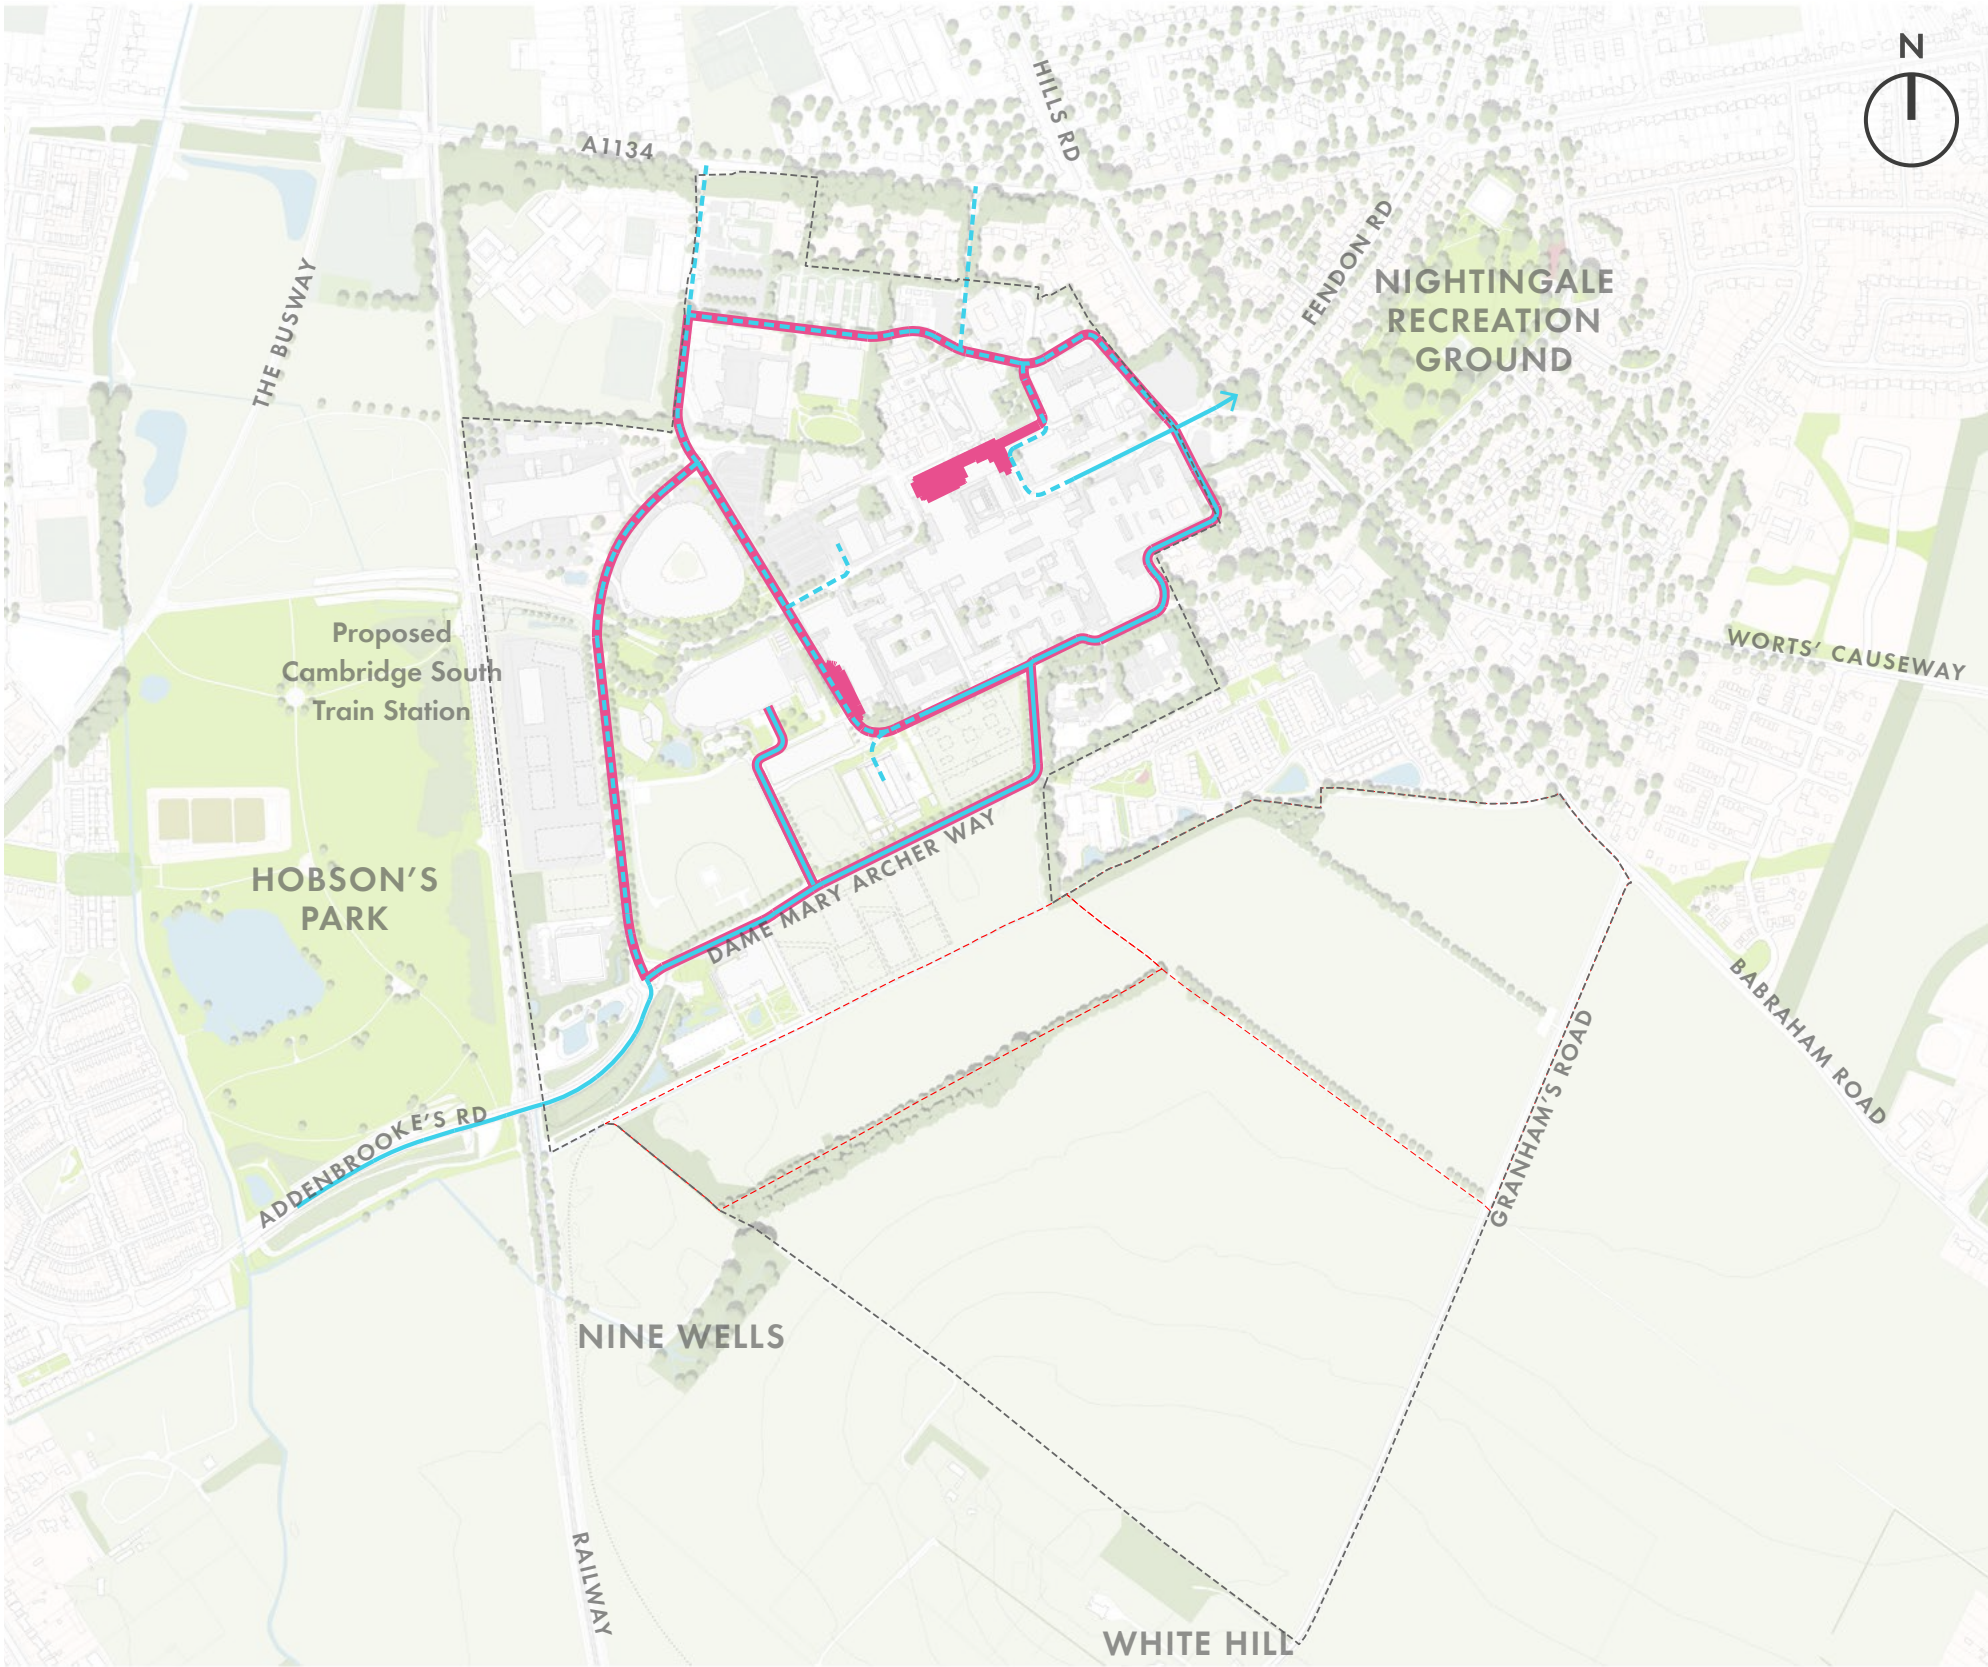 N
HILLS RD
A1134
FENDON RD
THE BUSWAY
NIGHTINGALE
RECREATION
GROUND
Proposed
Cambridge South
Train Station
WORTS’ CAUSEWAY
HOBSON’S
PARK
DAME MARY ARCHER WAY
BABRAHAM ROAD
GRANHAM’S ROAD
ADDENBROOKE’S RD
NINE WELLS
RAILWAY
WHITE HILL